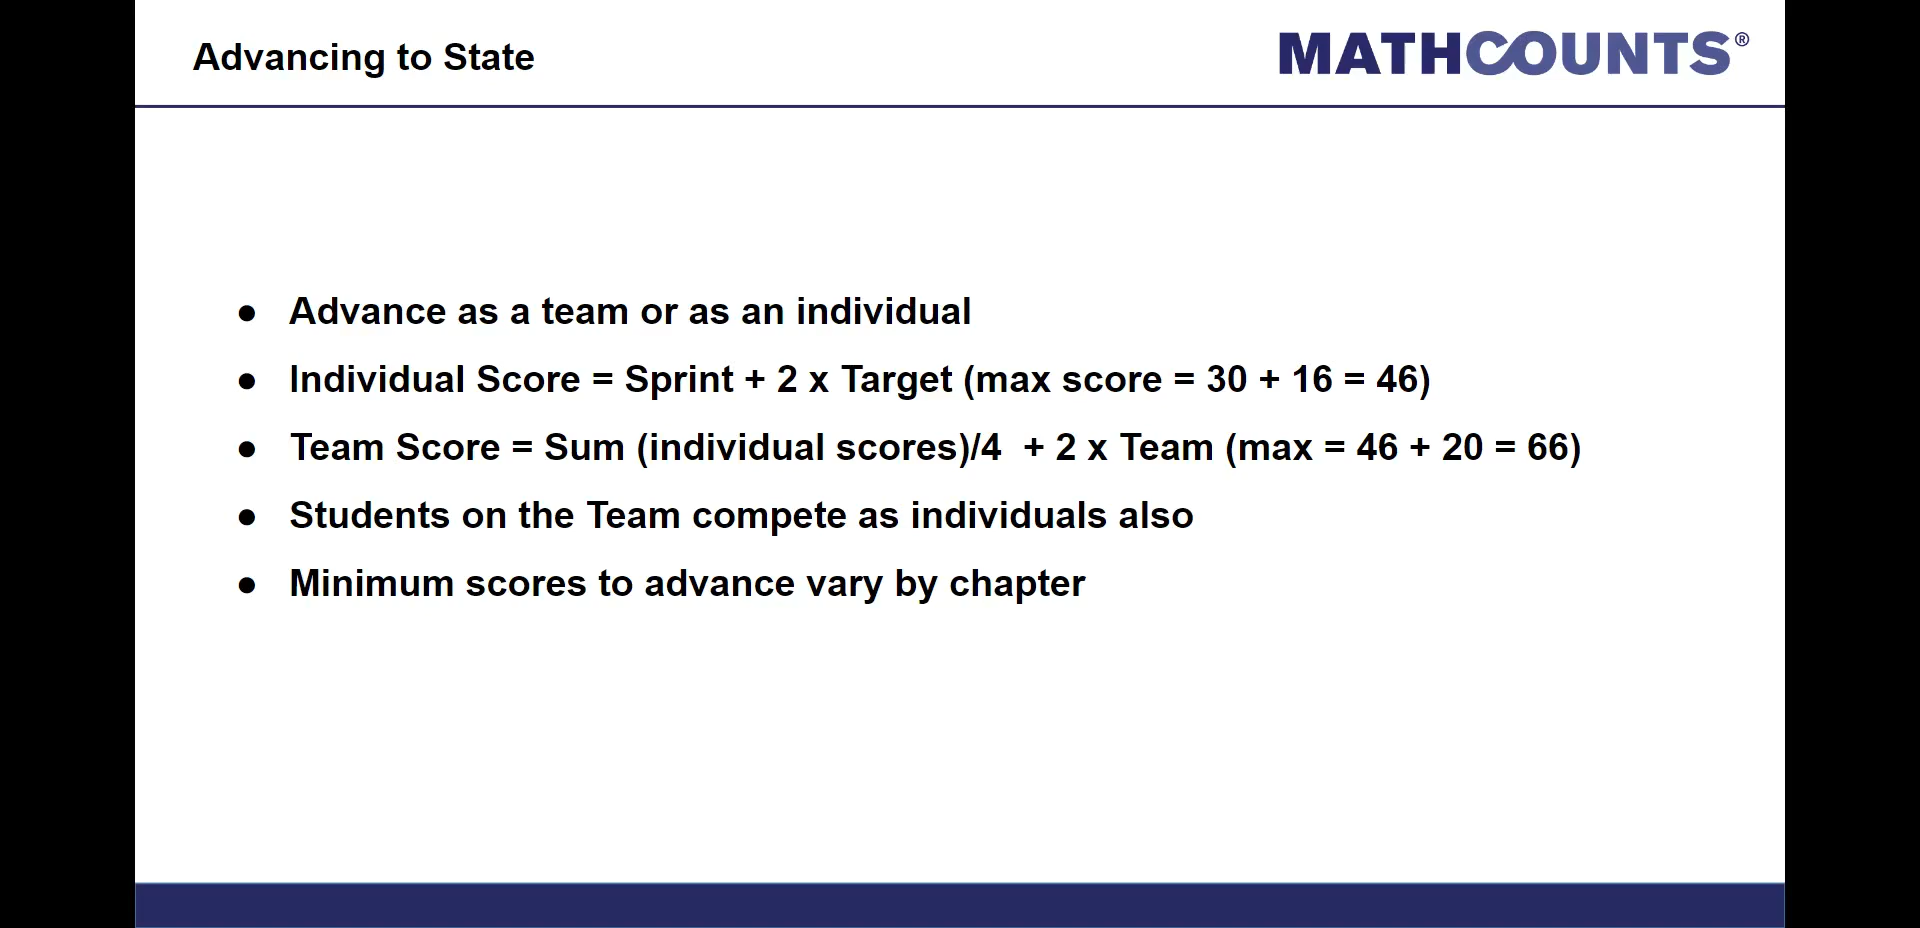 Advancing to State
MATHCOUNTS®
● Advance as a team or as an individual
● Individual Score = Sprint + 2 x Target (max score = 30 + 16 = 46)
● Team Score = Sum (individual scores)/4  + 2 x Team (max = 46 + 20 = 66)
● Students on the Team compete as individuals also
● Minimum scores to advance vary by chapter